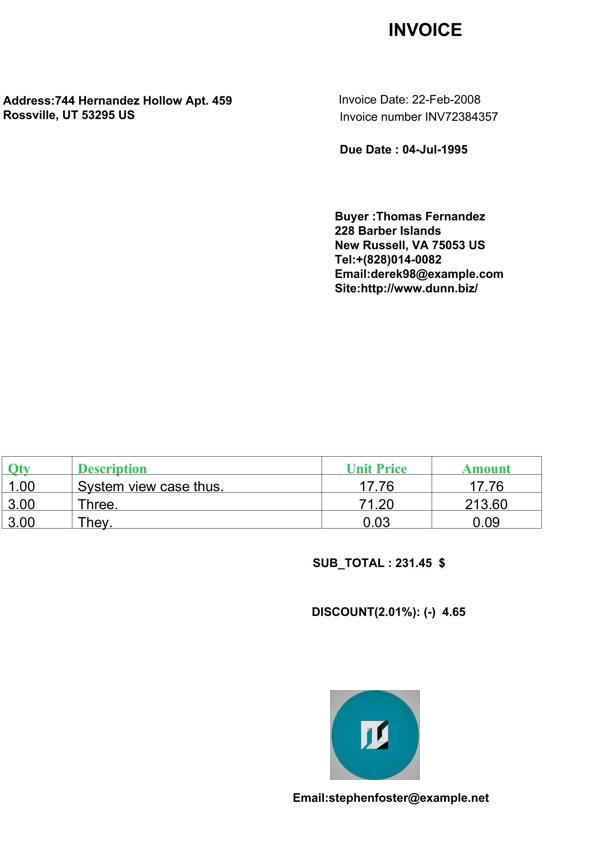 INVOICE
Address:744 Hernandez Hollow Apt. 459
Rossville, UT 53295 US
Invoice Date: 22-Feb-2008
Invoice number INV72384357
Due Date : 04-Jul-1995
Buyer :Thomas Fernandez
228 Barber Islands
New Russell, VA 75053 US
Tel:+(828)014-0082
Email:derek98@example.com
Site:http://www.dunn.biz/
Qty Description Unit Price Amount
1.00 System view case thus. 17.76 17.76
3.00 Three. 71.20 213.60
3.00 They. 0.03 0.09
SUB_TOTAL : 231.45 $
DISCOUNT(2.01%): (-) 4.65
Email:stephenfoster@example.net